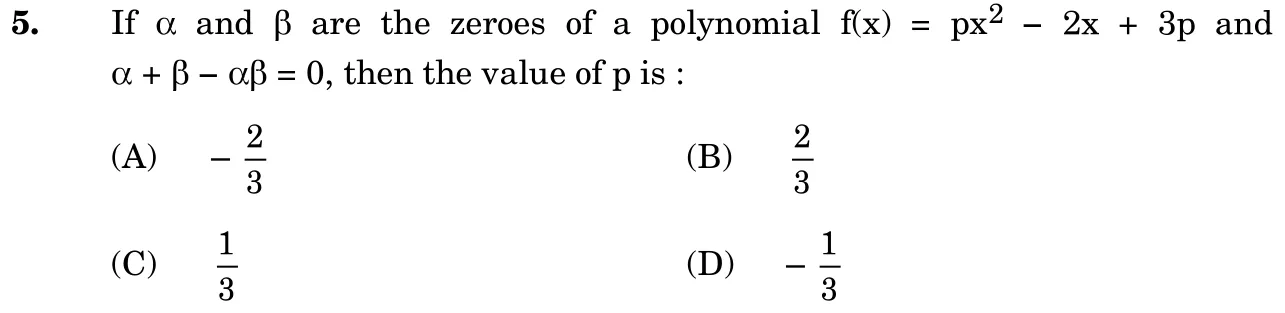 5. If α and β are the zeroes of a polynomial f(x) = px² – 2x + 3p and
α + β – αβ = 0, then the value of p is :
(A) – 2/3 (B) 2/3
(C) 1/3 (D) – 1/3